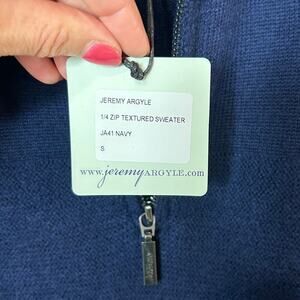 JEREMY ARGYLE
1/4 ZIP TEXTURED SWEATER
JA41 NAVY
S
www.jeremyARGYLE.com